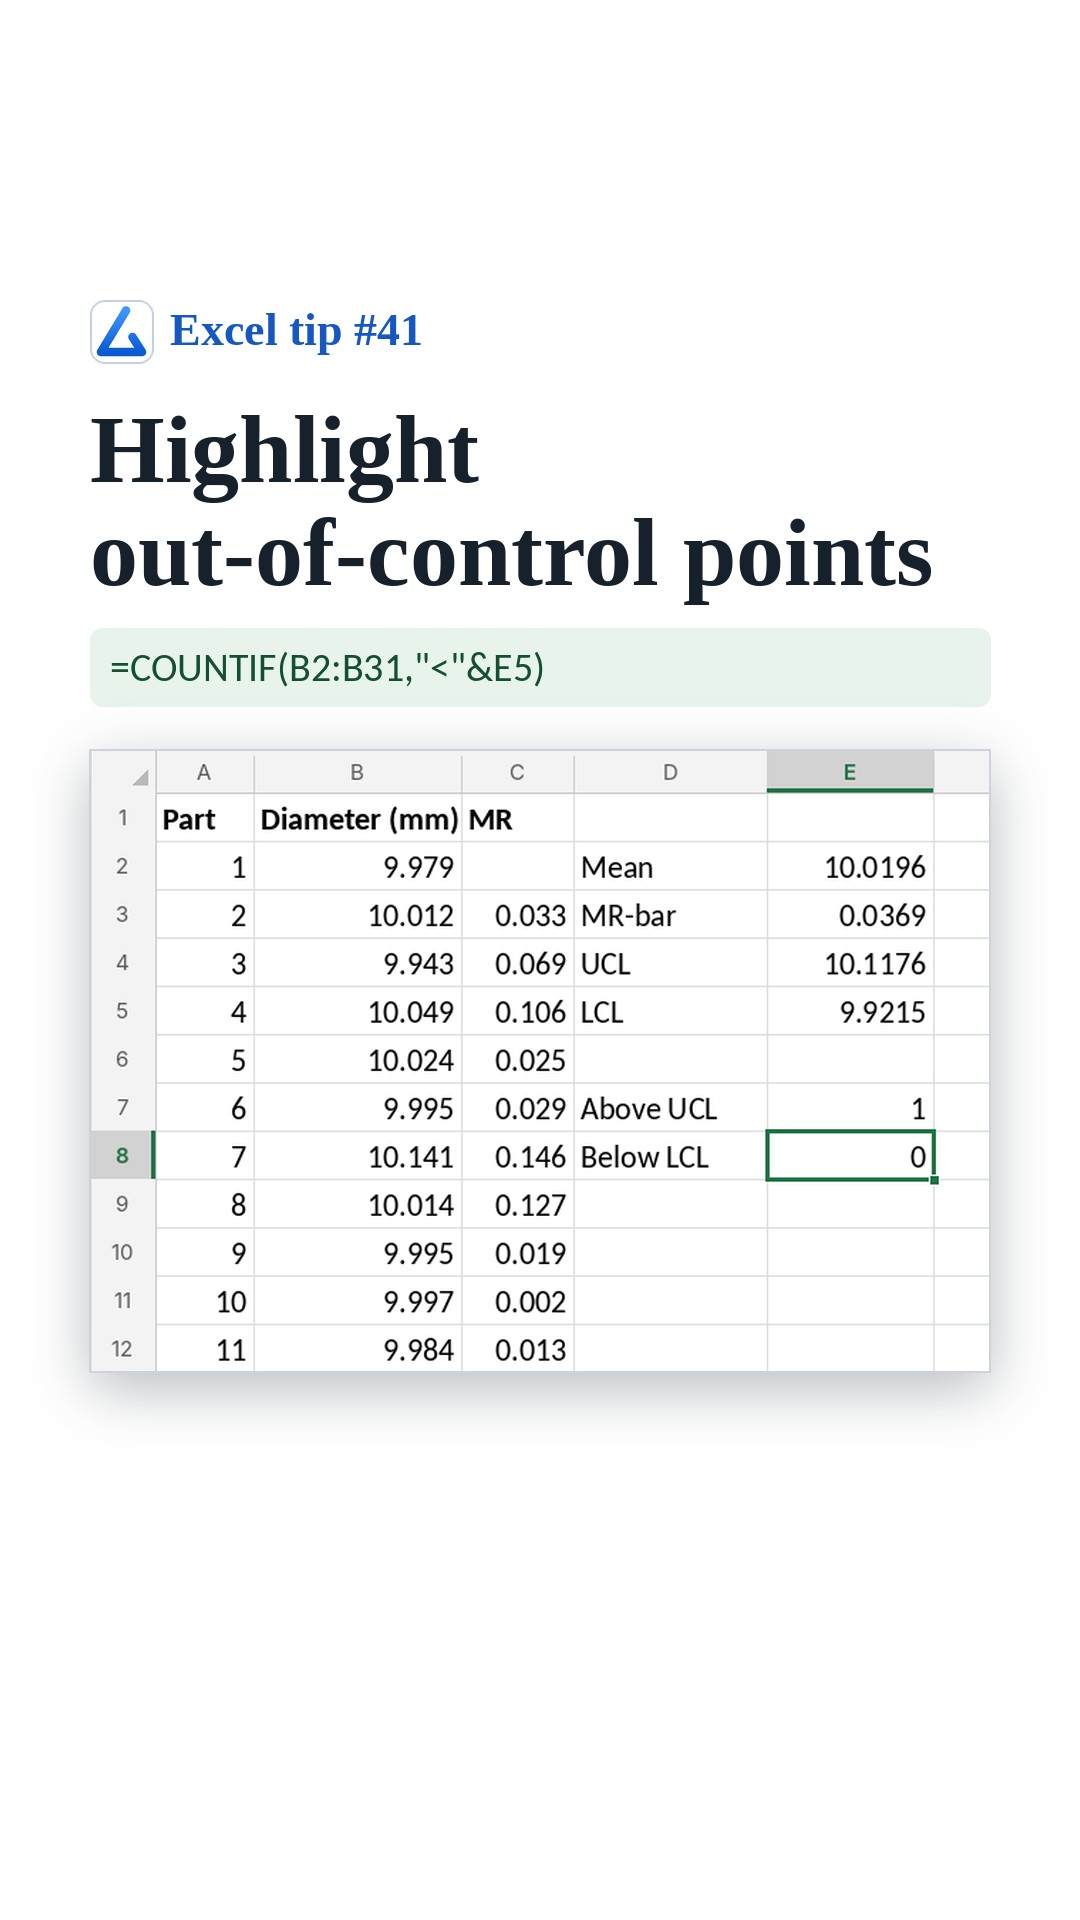 Excel tip #41
Highlight
out-of-control points
=COUNTIF(B2:B31,"<"&E5)
A B C D E
1 Part Diameter (mm) MR
2 1 9.979 Mean 10.0196
3 2 10.012 0.033 MR-bar 0.0369
4 3 9.943 0.069 UCL 10.1176
5 4 10.049 0.106 LCL 9.9215
6 5 10.024 0.025
7 6 9.995 0.029 Above UCL 1
8 7 10.141 0.146 Below LCL 0
9 8 10.014 0.127
10 9 9.995 0.019
11 10 9.997 0.002
12 11 9.984 0.013